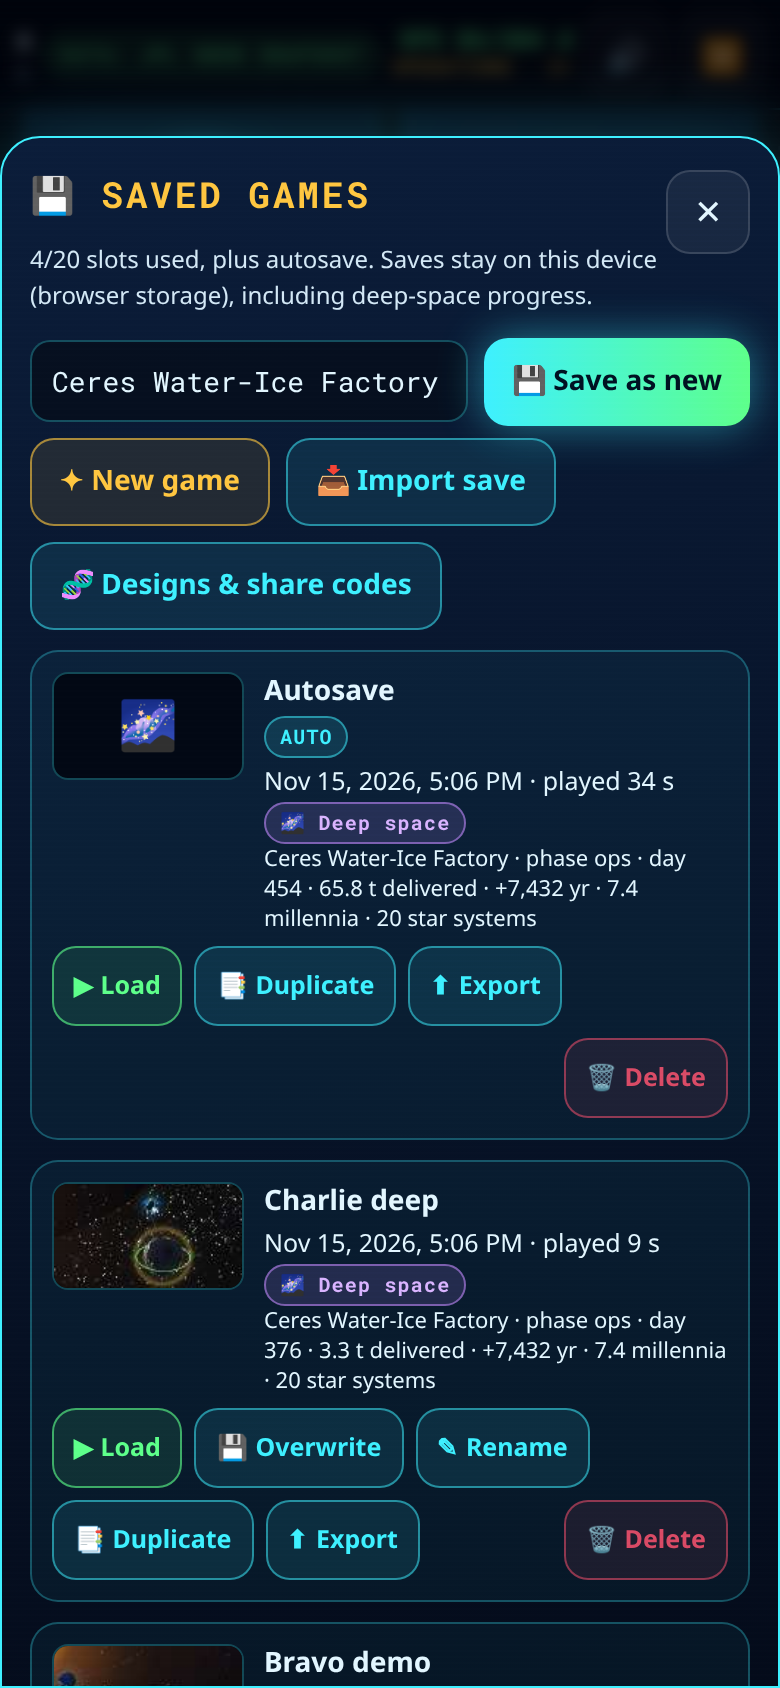 💾 SAVED GAMES
✕
4/20 slots used, plus autosave. Saves stay on this device
(browser storage), including deep-space progress.
Ceres Water-Ice Factory
💾 Save as new
✦ New game
📥 Import save
🧬 Designs & share codes
Autosave
AUTO
Nov 15, 2026, 5:06 PM · played 34 s
🌌 Deep space
Ceres Water-Ice Factory · phase ops · day
454 · 65.8 t delivered · +7,432 yr · 7.4
millennia · 20 star systems
▶ Load
📑 Duplicate
⬆ Export
🗑️ Delete
Charlie deep
Nov 15, 2026, 5:06 PM · played 9 s
🌌 Deep space
Ceres Water-Ice Factory · phase ops · day
376 · 3.3 t delivered · +7,432 yr · 7.4 millennia
· 20 star systems
▶ Load
💾 Overwrite
✎ Rename
📑 Duplicate
⬆ Export
🗑️ Delete
Bravo demo